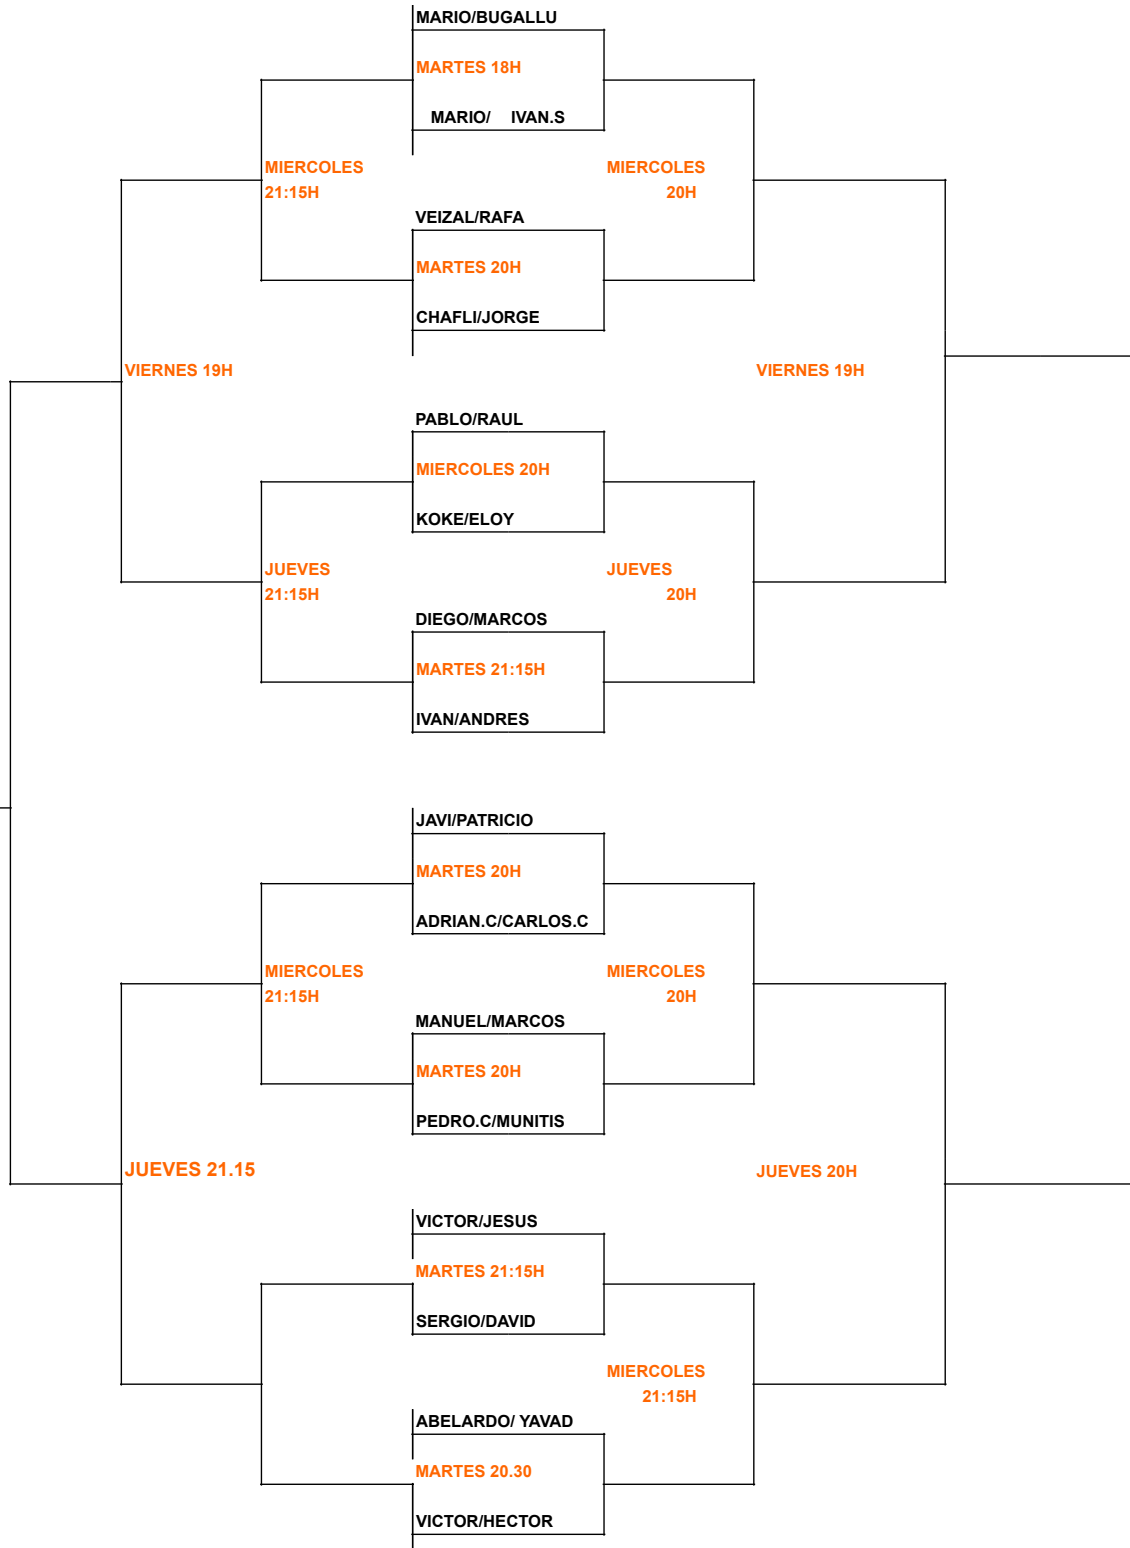 MARIO/BUGALLU
MARTES 18H
MARIO/ IVAN.S
MIERCOLES
21:15H
MIERCOLES
20H
VEIZAL/RAFA
MARTES 20H
CHAFLI/JORGE
VIERNES 19H
VIERNES 19H
PABLO/RAUL
MIERCOLES 20H
KOKE/ELOY
JUEVES
21:15H
JUEVES
20H
DIEGO/MARCOS
MARTES 21:15H
IVAN/ANDRES
JAVI/PATRICIO
MARTES 20H
ADRIAN.C/CARLOS.C
MIERCOLES
21:15H
MIERCOLES
20H
MANUEL/MARCOS
MARTES 20H
PEDRO.C/MUNITIS
JUEVES 21.15
JUEVES 20H
VICTOR/JESUS
MARTES 21:15H
SERGIO/DAVID
MIERCOLES
21:15H
ABELARDO/ YAVAD
MARTES 20.30
VICTOR/HECTOR